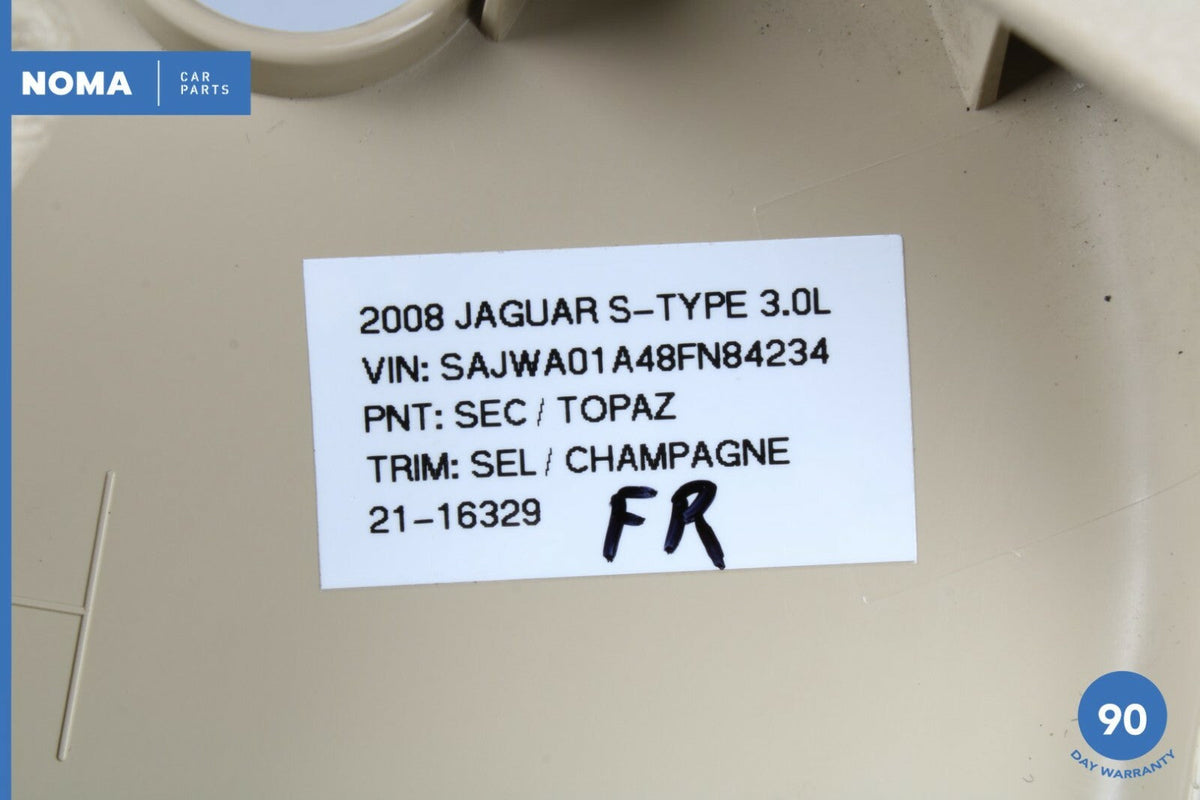 NOMA
CAR
PARTS
2008 JAGUAR S-TYPE 3.0L
VIN: SAJWA01A48FN84234
PNT: SEC / TOPAZ
TRIM: SEL / CHAMPAGNE
21-16329 FR
90
DAY WARRANTY